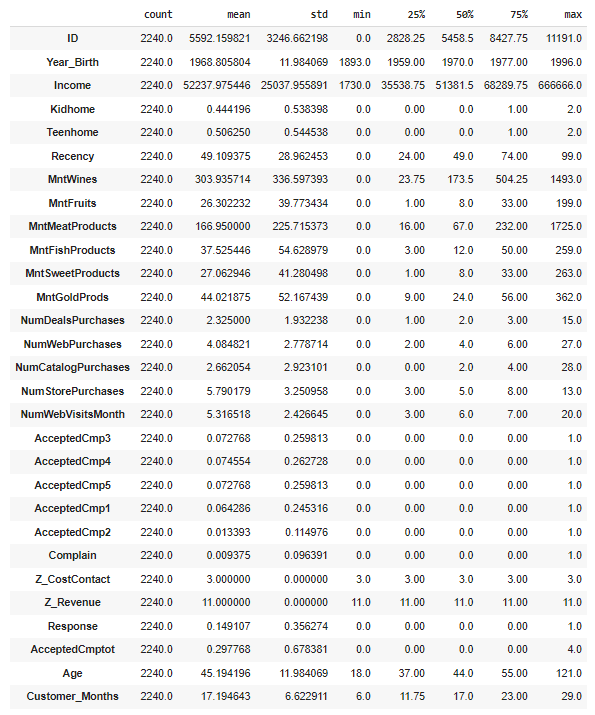 count mean std min 25% 50% 75% max
ID 2240.0 5592.159821 3246.662198 0.0 2828.25 5458.5 8427.75 11191.0
Year_Birth 2240.0 1968.805804 11.984069 1893.0 1959.00 1970.0 1977.00 1996.0
Income 2240.0 52237.975446 25037.955891 1730.0 35538.75 51381.5 68289.75 666666.0
Kidhome 2240.0 0.444196 0.538398 0.0 0.00 0.0 1.00 2.0
Teenhome 2240.0 0.506250 0.544538 0.0 0.00 0.0 1.00 2.0
Recency 2240.0 49.109375 28.962453 0.0 24.00 49.0 74.00 99.0
MntWines 2240.0 303.935714 336.597393 0.0 23.75 173.5 504.25 1493.0
MntFruits 2240.0 26.302232 39.773434 0.0 1.00 8.0 33.00 199.0
MntMeatProducts 2240.0 166.950000 225.715373 0.0 16.00 67.0 232.00 1725.0
MntFishProducts 2240.0 37.525446 54.628979 0.0 3.00 12.0 50.00 259.0
MntSweetProducts 2240.0 27.062946 41.280498 0.0 1.00 8.0 33.00 263.0
MntGoldProds 2240.0 44.021875 52.167439 0.0 9.00 24.0 56.00 362.0
NumDealsPurchases 2240.0 2.325000 1.932238 0.0 1.00 2.0 3.00 15.0
NumWebPurchases 2240.0 4.084821 2.778714 0.0 2.00 4.0 6.00 27.0
NumCatalogPurchases 2240.0 2.662054 2.923101 0.0 0.00 2.0 4.00 28.0
NumStorePurchases 2240.0 5.790179 3.250958 0.0 3.00 5.0 8.00 13.0
NumWebVisitsMonth 2240.0 5.316518 2.426645 0.0 3.00 6.0 7.00 20.0
AcceptedCmp3 2240.0 0.072768 0.259813 0.0 0.00 0.0 0.00 1.0
AcceptedCmp4 2240.0 0.074554 0.262728 0.0 0.00 0.0 0.00 1.0
AcceptedCmp5 2240.0 0.072768 0.259813 0.0 0.00 0.0 0.00 1.0
AcceptedCmp1 2240.0 0.064286 0.245316 0.0 0.00 0.0 0.00 1.0
AcceptedCmp2 2240.0 0.013393 0.114976 0.0 0.00 0.0 0.00 1.0
Complain 2240.0 0.009375 0.096391 0.0 0.00 0.0 0.00 1.0
Z_CostContact 2240.0 3.000000 0.000000 3.0 3.00 3.0 3.00 3.0
Z_Revenue 2240.0 11.000000 0.000000 11.0 11.00 11.0 11.00 11.0
Response 2240.0 0.149107 0.356274 0.0 0.00 0.0 0.00 1.0
AcceptedCmptot 2240.0 0.297768 0.678381 0.0 0.00 0.0 0.00 4.0
Age 2240.0 45.194196 11.984069 18.0 37.00 44.0 55.00 121.0
Customer_Months 2240.0 17.194643 6.622911 6.0 11.75 17.0 23.00 29.0